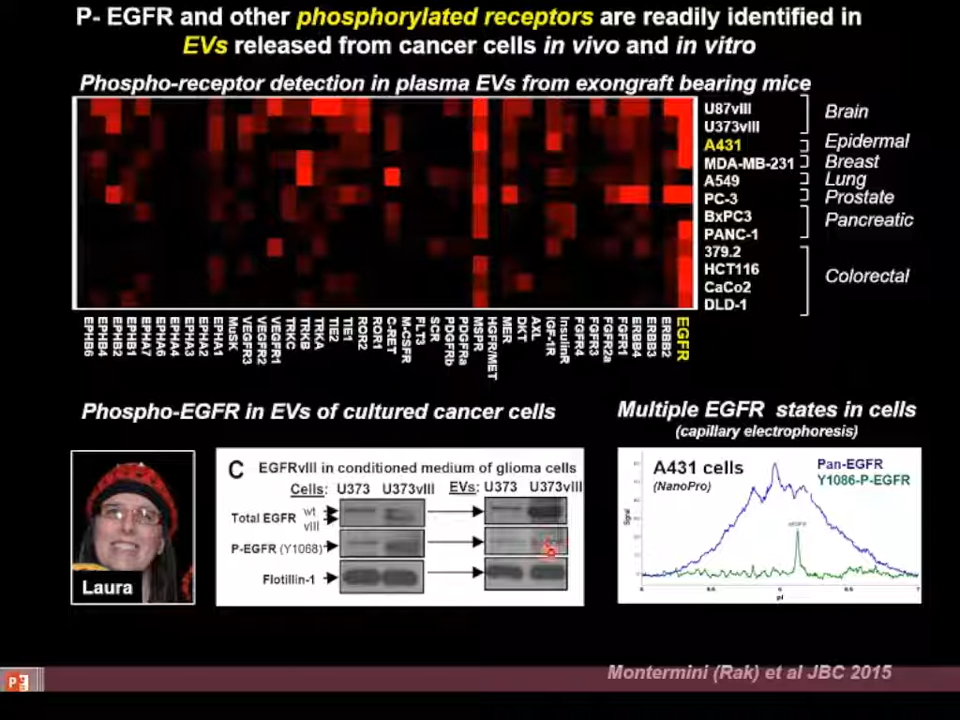 P- EGFR and other phosphorylated receptors are readily identified in
EVs released from cancer cells in vivo and in vitro
Phospho-receptor detection in plasma EVs from exongraft bearing mice
U87vIII
U373vIII
A431
MDA-MB-231
A549
PC-3
BxPC3
PANC-1
379.2
HCT116
CaCo2
DLD-1
Brain
Epidermal
Breast
Lung
Prostate
Pancreatic
Colorectal
EPHB6
EPHB4
EPHB2
EPHB1
EPHA7
EPHA6
EPHA4
EPHA3
EPHA2
EPHA1
MuSK
VEGFR3
VEGFR2
VEGFR1
TRKC
TRKB
TRKA
TIE2
TIE1
ROR2
ROR1
C-RET
M-CSFR
FLT3
SCR
PDGFRb
PDGFRa
MSPR
HGFR/MET
MER
DKT
AXL
IGF-1R
InsulinR
FGFR4
FGFR3
FGFR2a
FGFR1
ERBB4
ERBB3
ERBB2
EGFR
Phospho-EGFR in EVs of cultured cancer cells
Laura
C EGFRvIII in conditioned medium of glioma cells
Cells: U373 U373vIII EVs: U373 U373vIII
Total EGFR wt
vIII
P-EGFR (Y1068)
Flotillin-1
Multiple EGFR states in cells
(capillary electrophoresis)
A431 cells
(NanoPro)
Pan-EGFR
Y1086-P-EGFR
Signal
pI
Montermini (Rak) et al JBC 2015